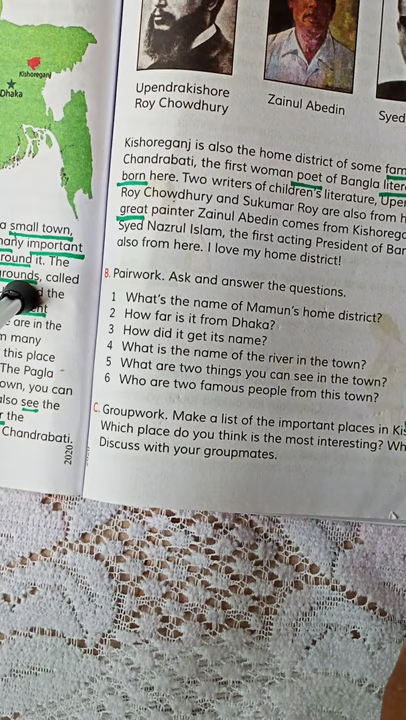 Kishoreganj
Dhaka
Upendrakishore
Roy Chowdhury
Zainul Abedin
Syed
Kishoreganj is also the home district of some fam
Chandrabati, the first woman poet of Bangla liter
born here. Two writers of children's literature, Upen
Roy Chowdhury and Sukumar Roy are also from h
great painter Zainul Abedin comes from Kishoreg
Syed Nazrul Islam, the first acting President of Ban
also from here. I love my home district!
B. Pairwork. Ask and answer the questions.
1 What's the name of Mamun's home district?
2 How far is it from Dhaka?
3 How did it get its name?
4 What is the name of the river in the town?
5 What are two things you can see in the town?
6 Who are two famous people from this town?
C. Groupwork. Make a list of the important places in Kis
Which place do you think is the most interesting? Wh
Discuss with your groupmates.
a small town,
important
round it. The
rounds, called
the
are in the
many
this place
The Pagla
own, you can
also see the
r the
Chandrabati.
2020